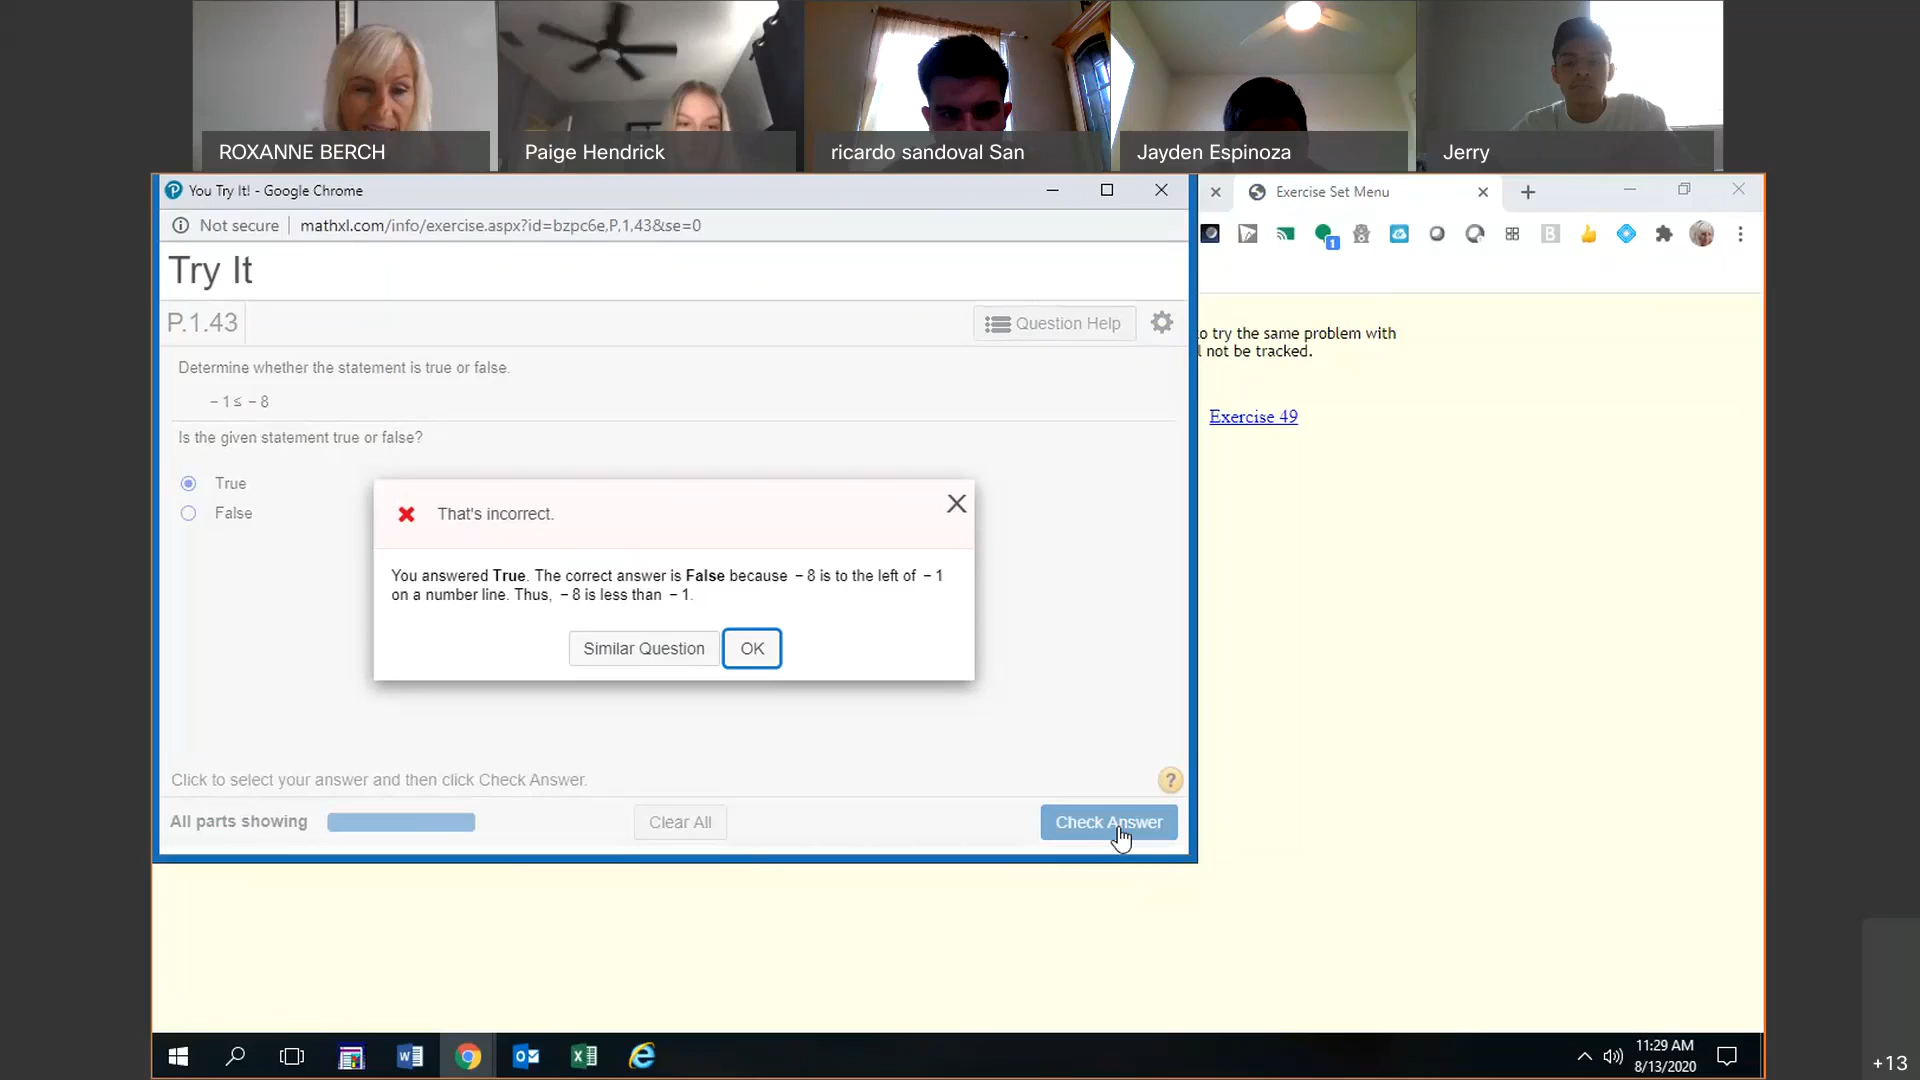 ROXANNE BERCH
Paige Hendrick
ricardo sandoval San
Jayden Espinoza
Jerry
You Try It! - Google Chrome
Exercise Set Menu
Not secure
mathxl.com/info/exercise.aspx?id=bzpc6e,P,1,43&se=0
1
B
Try It
P.1.43
Question Help
to try the same problem with
l not be tracked.
Determine whether the statement is true or false.
− 1 ≤ − 8
Exercise 49
Is the given statement true or false?
True
False
That's incorrect.
You answered True. The correct answer is False because − 8 is to the left of − 1
on a number line. Thus, − 8 is less than − 1.
Similar Question
OK
Click to select your answer and then click Check Answer.
?
All parts showing
Clear All
Check Answer
11:29 AM
8/13/2020
+13